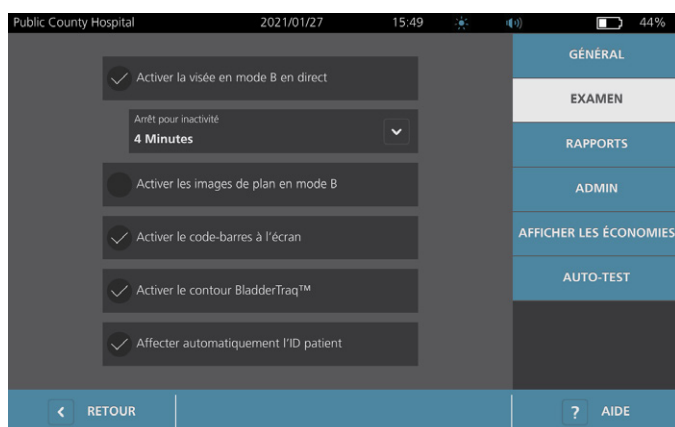 Public County Hospital 2021/01/27 15:49 44%
Activer la visée en mode B en direct
Arrêt pour inactivité
4 Minutes
Activer les images de plan en mode B
Activer le code-barres à l'écran
Activer le contour BladderTraq™
Affecter automatiquement l'ID patient
GÉNÉRAL
EXAMEN
RAPPORTS
ADMIN
AFFICHER LES ÉCONOMIES
AUTO-TEST
< RETOUR
? AIDE